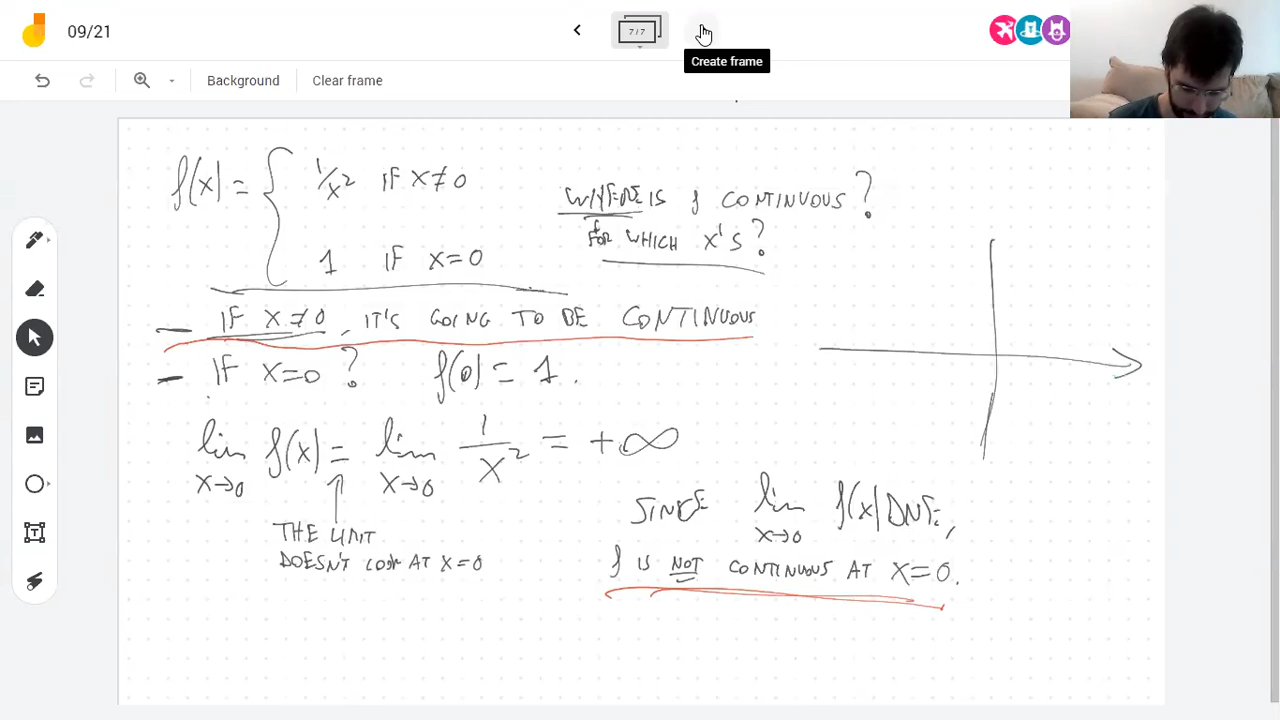 09/21
7/7
Create frame
Background
Clear frame
f(x) = { 1/x² IF x≠0
1 IF x=0
WHERE IS f CONTINUOUS?
FOR WHICH x'S?
— IF x≠0, IT'S GOING TO BE CONTINUOUS
— IF x=0? f(0) = 1.
lim x→0 f(x) = lim x→0 1/x² = +∞
THE LIMIT
DOESN'T LOOK AT x=0
SINCE lim x→0 f(x) DNE,
f IS NOT CONTINUOUS AT x=0.